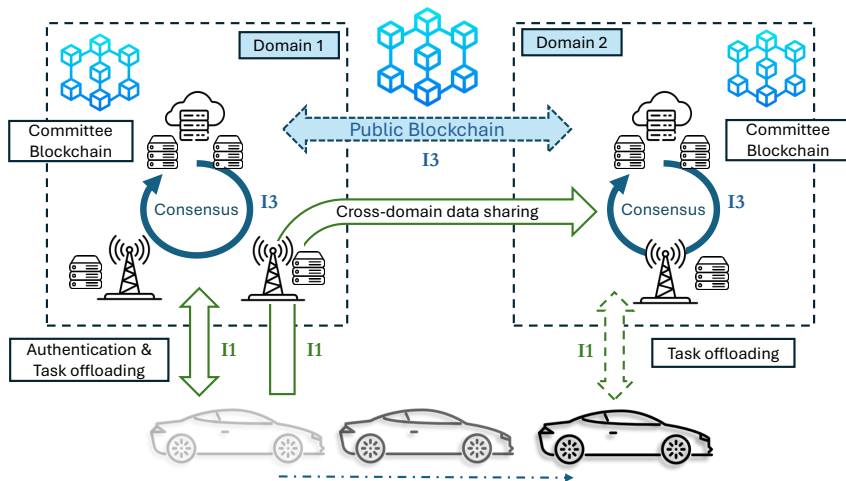 Domain 1
Domain 2
Committee
Blockchain
Public Blockchain
Committee
Blockchain
I3
Consensus
I3
Cross-domain data sharing
Consensus
I3
Authentication &
Task offloading
I1
I1
I1
Task offloading